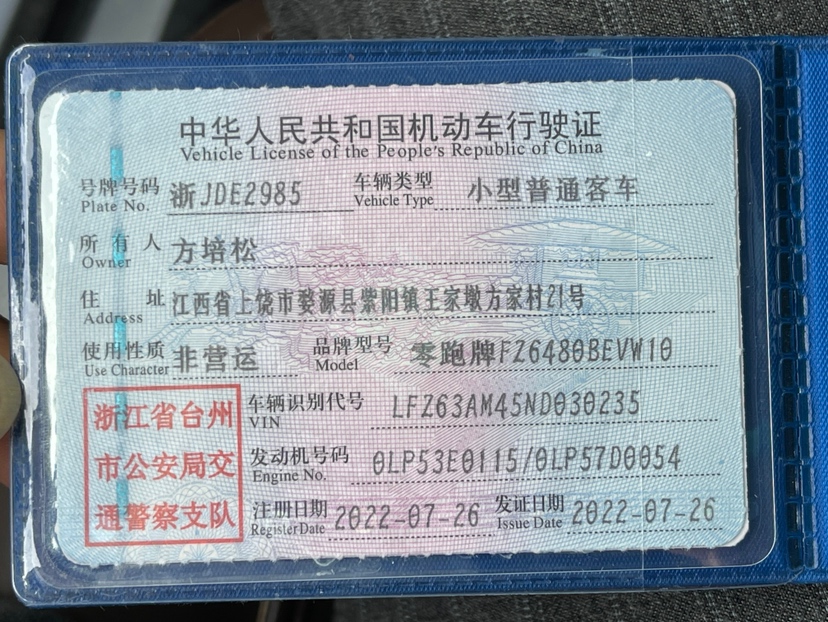 中华人民共和国机动车行驶证
Vehicle License of the People's Republic of China
号牌号码 浙JDE2985 车辆类型 小型普通客车
Plate No. Vehicle Type
所有人 方培松
Owner
住址 江西省上饶市婺源县紫阳镇王家墩方家村21号
Address
使用性质 非营运 品牌型号 零跑牌FZ6480BEVW10
Use Character Model
浙江省台州 车辆识别代号 LFZ63AM45ND030235
VIN
市公安局交 发动机号码 0LP53E0115/0LP57D0054
Engine No.
通警察支队 注册日期 2022-07-26 发证日期 2022-07-26
Register Date Issue Date